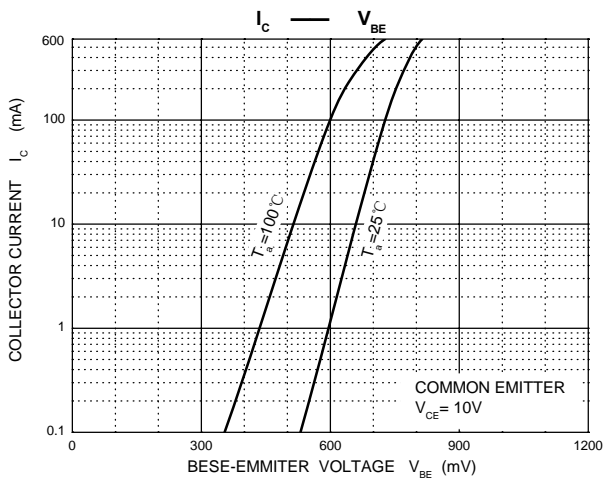 I_C —— V_BE
600
100
10
1
0.1
COLLECTOR CURRENT I_C (mA)
T_a=100℃
T_a=25℃
COMMON EMITTER
V_CE= 10V
0 300 600 900 1200
BESE-EMMITER VOLTAGE V_BE (mV)